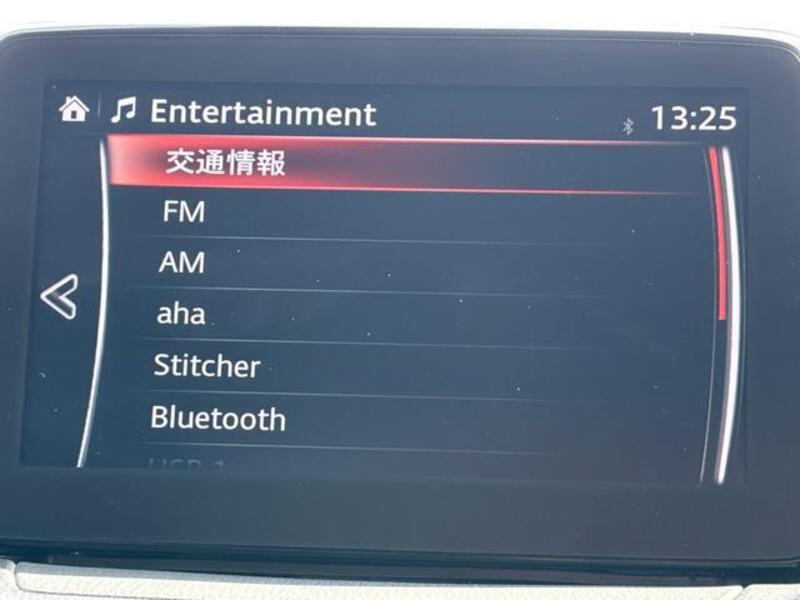 Entertainment
13:25
交通情報
FM
AM
aha
Stitcher
Bluetooth